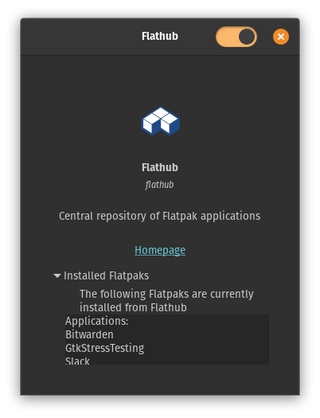 Flathub
Flathub
flathub
Central repository of Flatpak applications
Homepage
Installed Flatpaks
The following Flatpaks are currently
installed from Flathub
Applications:
Bitwarden
GtkStressTesting
Slack